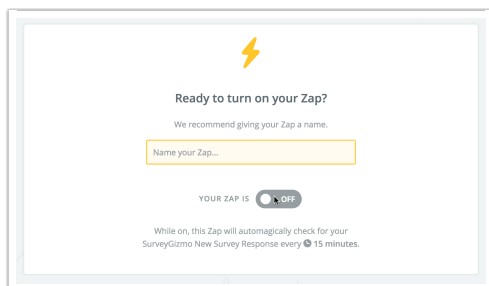 Ready to turn on your Zap?
We recommend giving your Zap a name.
Name your Zap...
YOUR ZAP IS OFF
While on, this Zap will automagically check for your
SurveyGizmo New Survey Response every 15 minutes.